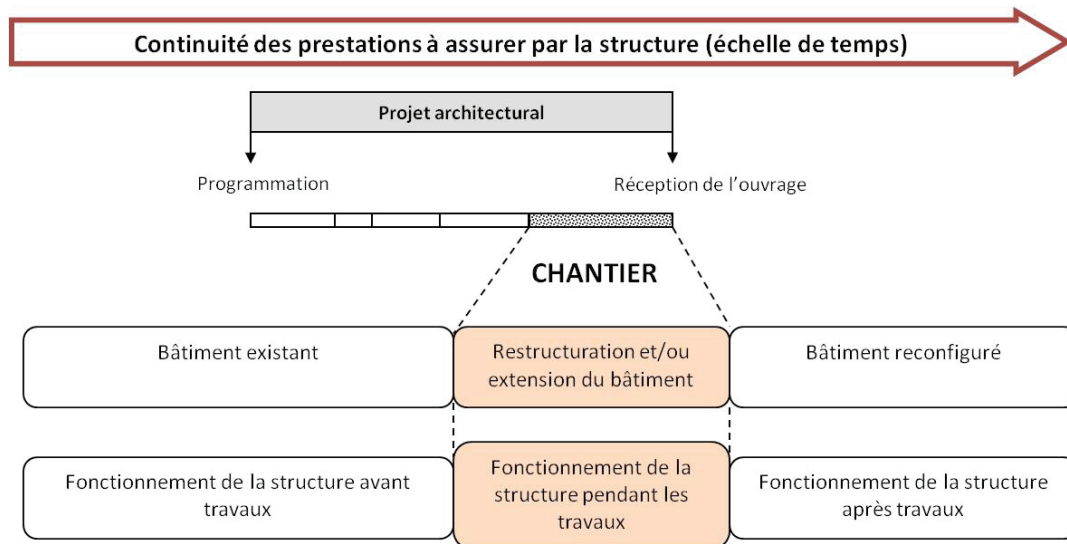 Continuité des prestations à assurer par la structure (échelle de temps)
Projet architectural
Programmation
Réception de l'ouvrage
CHANTIER
Bâtiment existant
Restructuration et/ou
extension du bâtiment
Bâtiment reconfiguré
Fonctionnement de la structure avant
travaux
Fonctionnement de la
structure pendant les
travaux
Fonctionnement de la structure
après travaux